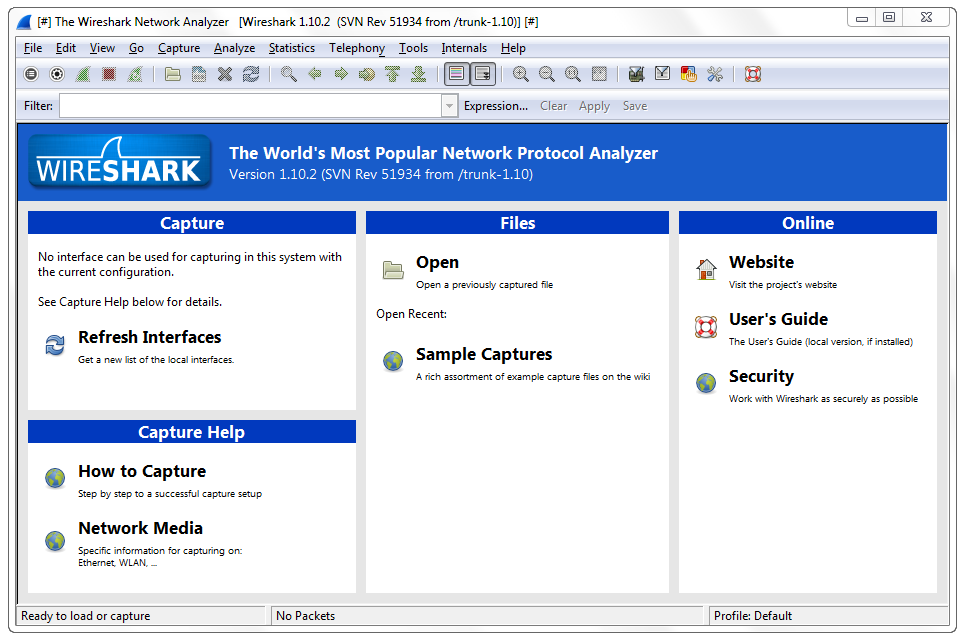 [#] The Wireshark Network Analyzer [Wireshark 1.10.2 (SVN Rev 51934 from /trunk-1.10)] [#]
File Edit View Go Capture Analyze Statistics Telephony Tools Internals Help
Filter: Expression... Clear Apply Save
WIRESHARK
The World's Most Popular Network Protocol Analyzer
Version 1.10.2 (SVN Rev 51934 from /trunk-1.10)
Capture
No interface can be used for capturing in this system with
the current configuration.
See Capture Help below for details.
Refresh Interfaces
Get a new list of the local interfaces.
Capture Help
How to Capture
Step by step to a successful capture setup
Network Media
Specific information for capturing on:
Ethernet, WLAN, ...
Files
Open
Open a previously captured file
Open Recent:
Sample Captures
A rich assortment of example capture files on the wiki
Online
Website
Visit the project's website
User's Guide
The User's Guide (local version, if installed)
Security
Work with Wireshark as securely as possible
Ready to load or capture
No Packets
Profile: Default